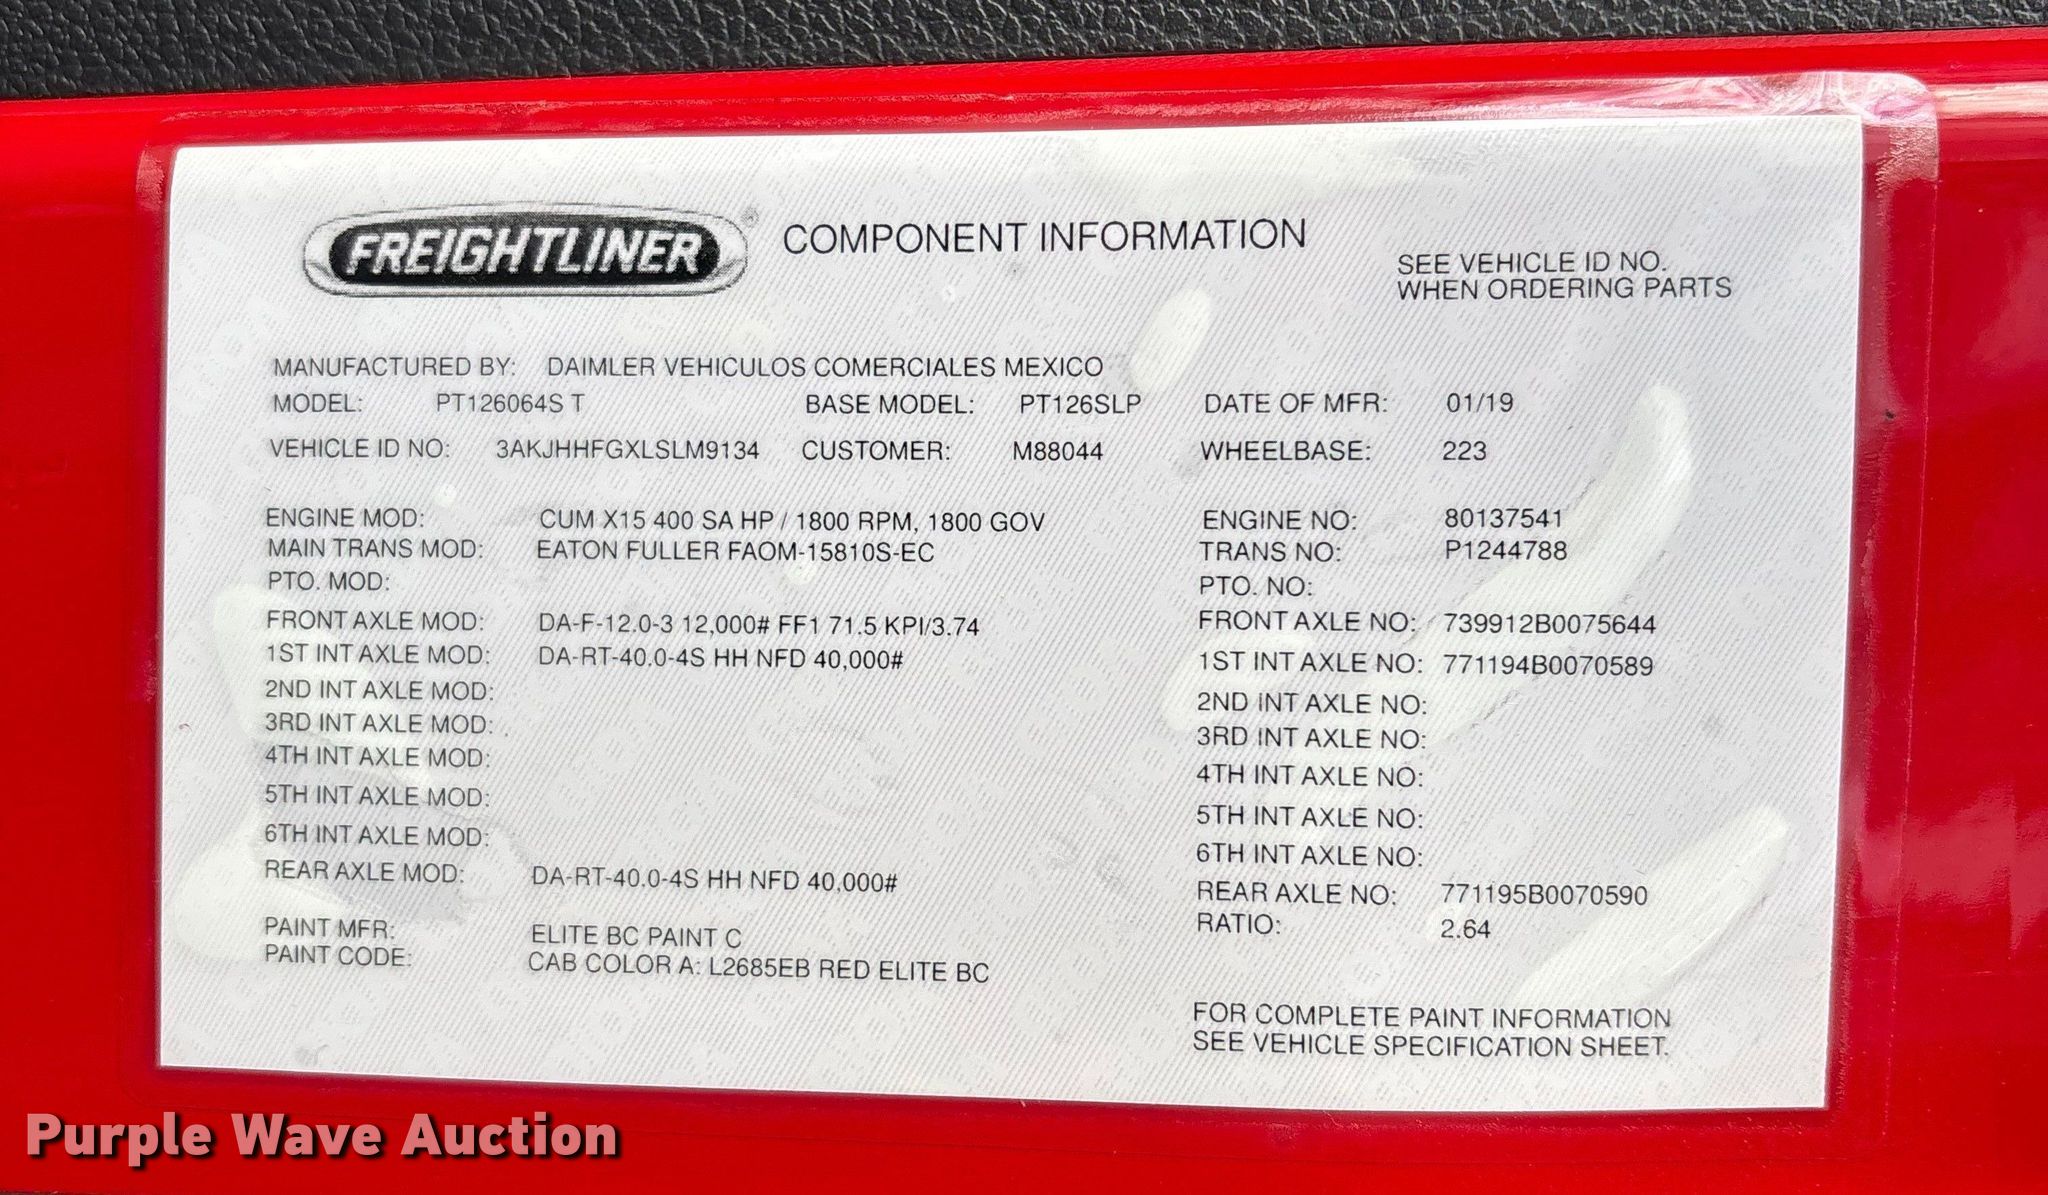 FREIGHTLINER® COMPONENT INFORMATION
SEE VEHICLE ID NO.
WHEN ORDERING PARTS
MANUFACTURED BY: DAIMLER VEHICULOS COMERCIALES MEXICO
MODEL: PT126064S T BASE MODEL: PT126SLP DATE OF MFR: 01/19
VEHICLE ID NO: 3AKJHHFGXLSLM9134 CUSTOMER: M88044 WHEELBASE: 223
ENGINE MOD: CUM X15 400 SA HP / 1800 RPM, 1800 GOV ENGINE NO: 80137541
MAIN TRANS MOD: EATON FULLER FAOM-15810S-EC TRANS NO: P1244788
PTO. MOD: PTO. NO:
FRONT AXLE MOD: DA-F-12.0-3 12,000# FF1 71.5 KPI/3.74 FRONT AXLE NO: 739912B0075644
1ST INT AXLE MOD: DA-RT-40.0-4S HH NFD 40,000# 1ST INT AXLE NO: 771194B0070589
2ND INT AXLE MOD: 2ND INT AXLE NO:
3RD INT AXLE MOD: 3RD INT AXLE NO:
4TH INT AXLE MOD: 4TH INT AXLE NO:
5TH INT AXLE MOD: 5TH INT AXLE NO:
6TH INT AXLE MOD: 6TH INT AXLE NO:
REAR AXLE MOD: DA-RT-40.0-4S HH NFD 40,000# REAR AXLE NO: 771195B0070590
RATIO: 2.64
PAINT MFR: ELITE BC PAINT C
PAINT CODE: CAB COLOR A: L2685EB RED ELITE BC
FOR COMPLETE PAINT INFORMATION
SEE VEHICLE SPECIFICATION SHEET.
Purple Wave Auction